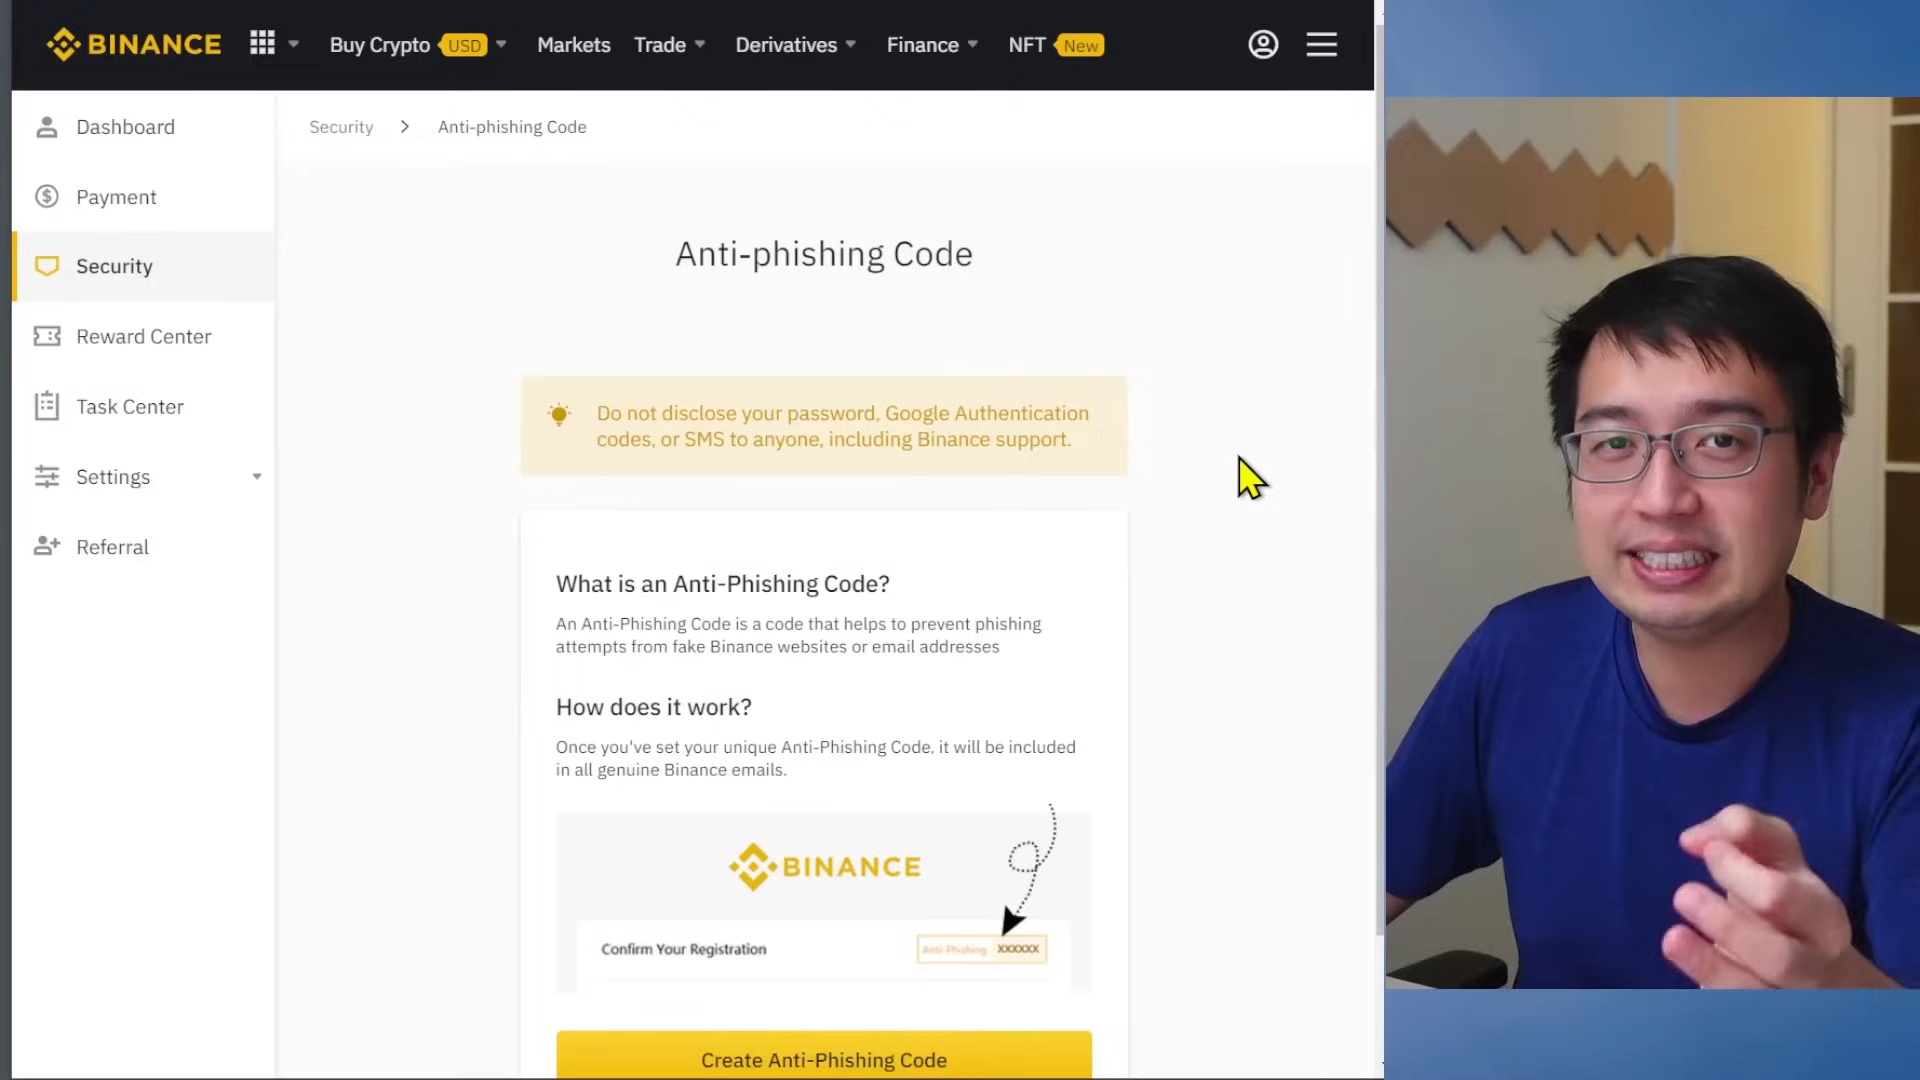 BINANCE
Buy Crypto USD
Markets
Trade
Derivatives
Finance
NFT New
Dashboard
Payment
Security
Reward Center
Task Center
Settings
Referral
Security > Anti-phishing Code
Anti-phishing Code
Do not disclose your password, Google Authentication
codes, or SMS to anyone, including Binance support.
What is an Anti-Phishing Code?
An Anti-Phishing Code is a code that helps to prevent phishing
attempts from fake Binance websites or email addresses
How does it work?
Once you've set your unique Anti-Phishing Code, it will be included
in all genuine Binance emails.
BINANCE
Confirm Your Registration
Anti-Phishing XXXXXX
Create Anti-Phishing Code